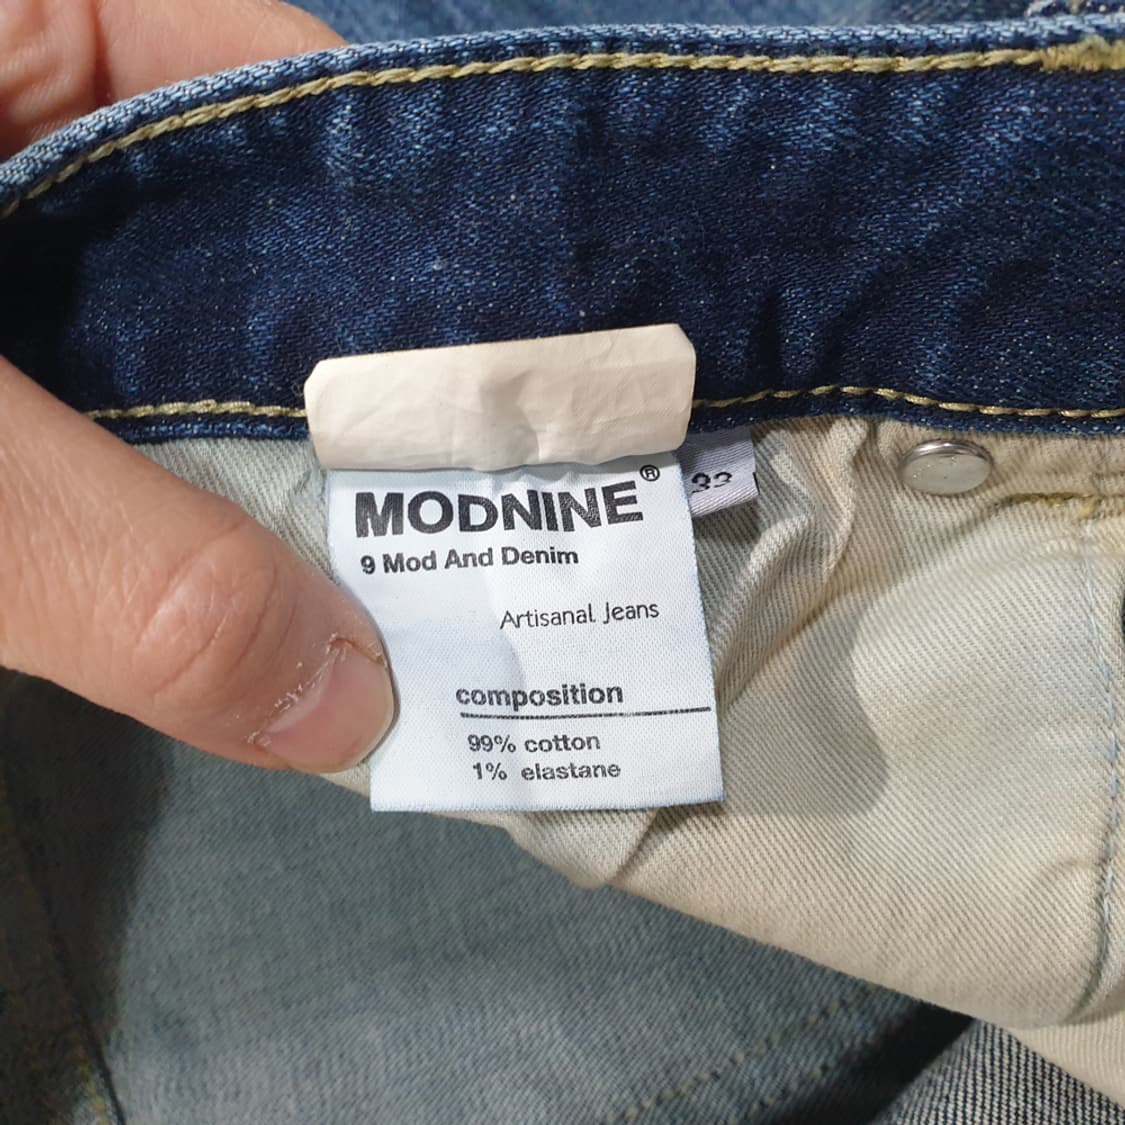 MODNINE®
9 Mod And Denim
Artisanal Jeans
composition
99% cotton
1% elastane